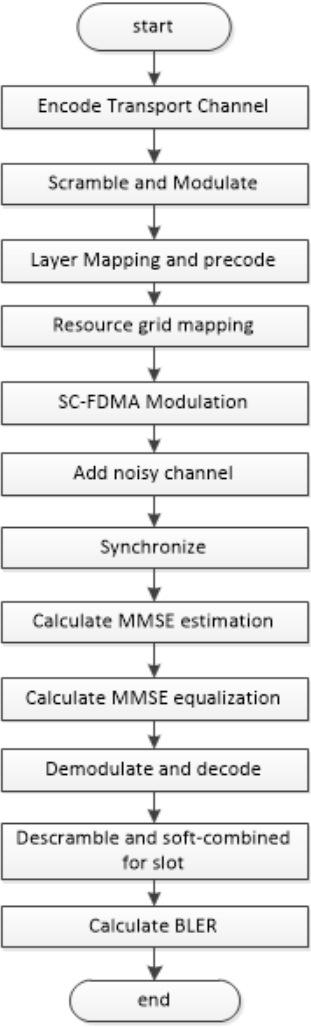 start
Encode Transport Channel
Scramble and Modulate
Layer Mapping and precode
Resource grid mapping
SC-FDMA Modulation
Add noisy channel
Synchronize
Calculate MMSE estimation
Calculate MMSE equalization
Demodulate and decode
Descramble and soft-combined
for slot
Calculate BLER
end